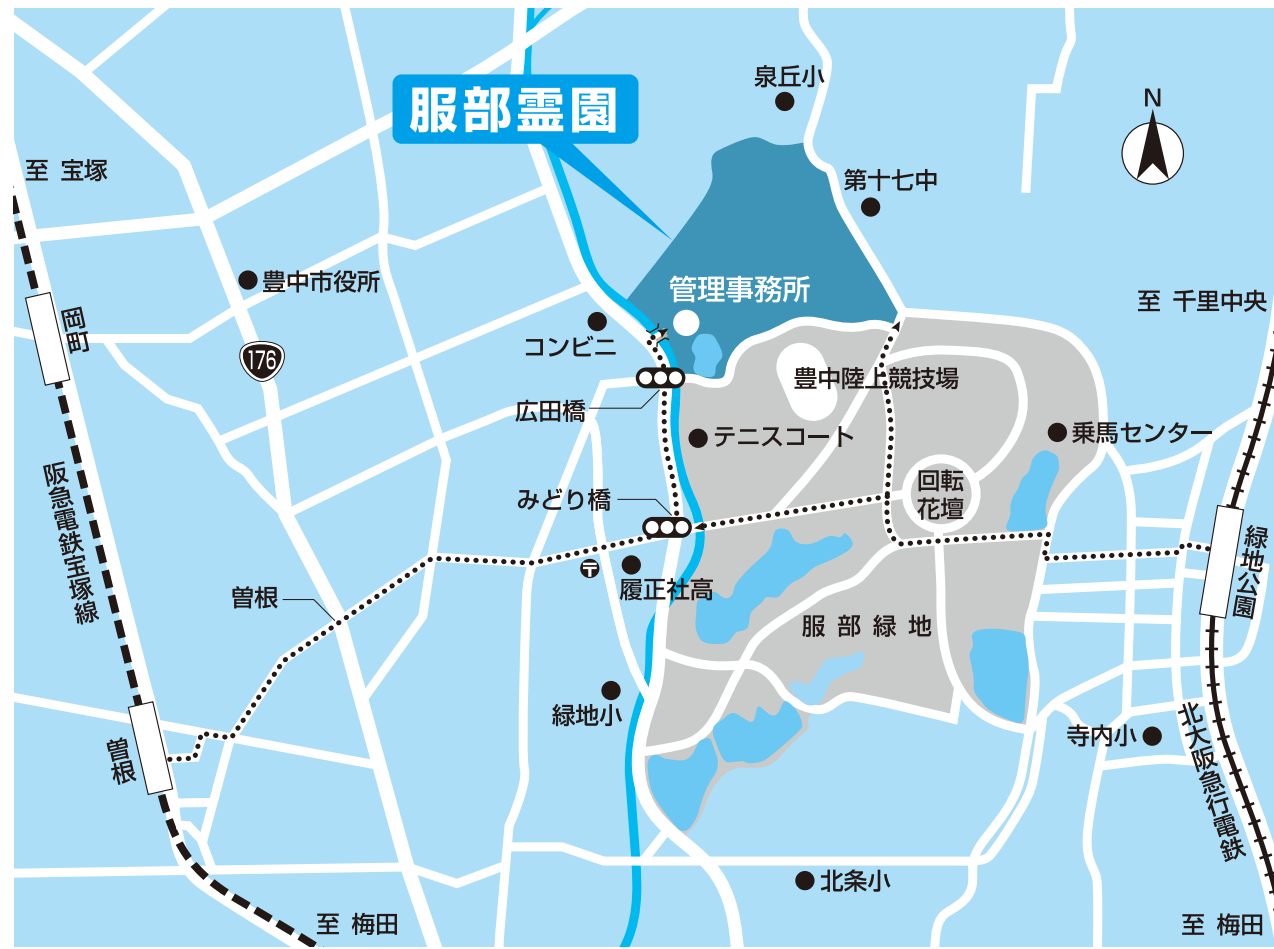 泉丘小
N
服部霊園
至 宝塚
第十七中
豊中市役所
管理事務所
至 千里中央
岡町
コンビニ
176
豊中陸上競技場
広田橋
テニスコート
乗馬センター
阪急電鉄宝塚線
みどり橋
回転
花壇
緑地公園
〒
履正社高
曽根
服部緑地
緑地小
寺内小
曽根
北大阪急行電鉄
北条小
至 梅田
至 梅田